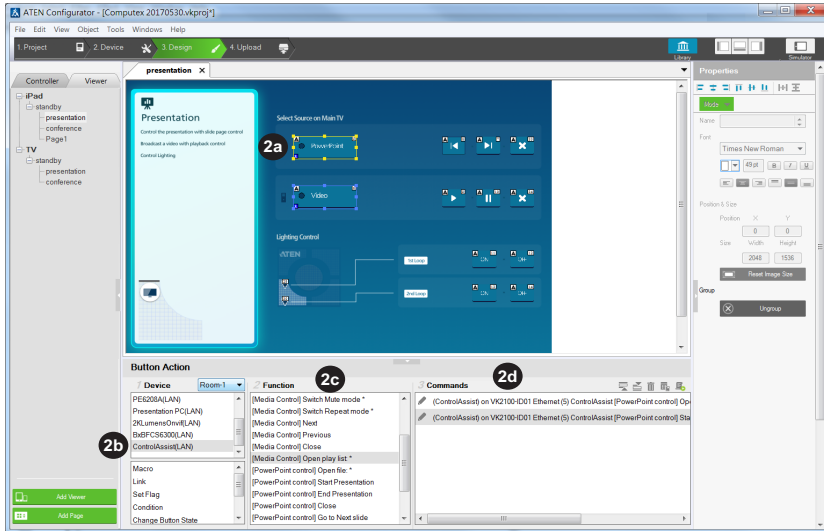 ATEN Configurator - [Computex 20170530.vkproj*]
File Edit View Object Tools Windows Help
1. Project
2. Device
3. Design
4. Upload
Library
Simulator
Controller
Viewer
iPad
standby
presentation
conference
Page1
TV
standby
presentation
conference
Add Viewer
Add Page
presentation X
Presentation
Control the presentation with slide page control
Broadcast a video with playback control
Control Lighting.
Select Source on Main TV
2a
PowerPoint
Video
Lighting Control
ATEN
1st Loop
ON
OFF
2nd Loop
ON
OFF
Properties
Mode
Name
Font
Times New Roman
49 pt
B I U
Position & Size
Position X Y
0 0
Size Width Height
2048 1536
Reset Image Size
Group
Ungroup
Button Action
1 Device
Room-1
PE6208A(LAN)
Presentation PC(LAN)
2KLumensOnvif(LAN)
BxBFCS6300(LAN)
2b
ControlAssist(LAN)
Macro
Link
Set Flag
Condition
Change Button State
2 Function
2c
[Media Control] Switch Mute mode *
[Media Control] Switch Repeat mode *
[Media Control] Next
[Media Control] Previous
[Media Control] Close
[Media Control] Open play list: *
[PowerPoint control] Open file: *
[PowerPoint control] Start Presentation
[PowerPoint control] End Presentation
[PowerPoint control] Close
[PowerPoint control] Go to Next slide
3 Commands
2d
(ControlAssist) on VK2100-ID01 Ethernet (5) ControlAssist [PowerPoint control] Ope
(ControlAssist) on VK2100-ID01 Ethernet (5) ControlAssist [PowerPoint control] Sta